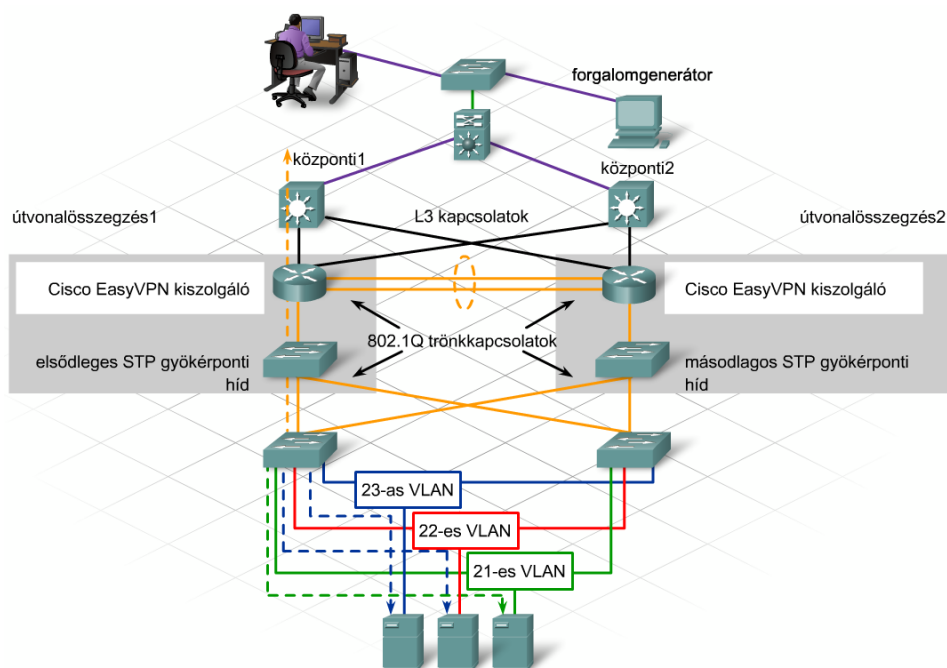 forgalomgenerátor
központi1
központi2
útvonalösszegzés1
L3 kapcsolatok
útvonalösszegzés2
Cisco EasyVPN kiszolgáló
Cisco EasyVPN kiszolgáló
802.1Q trönkkapcsolatok
elsődleges STP gyökérponti
híd
másodlagos STP gyökérponti
híd
23-as VLAN
22-es VLAN
21-es VLAN